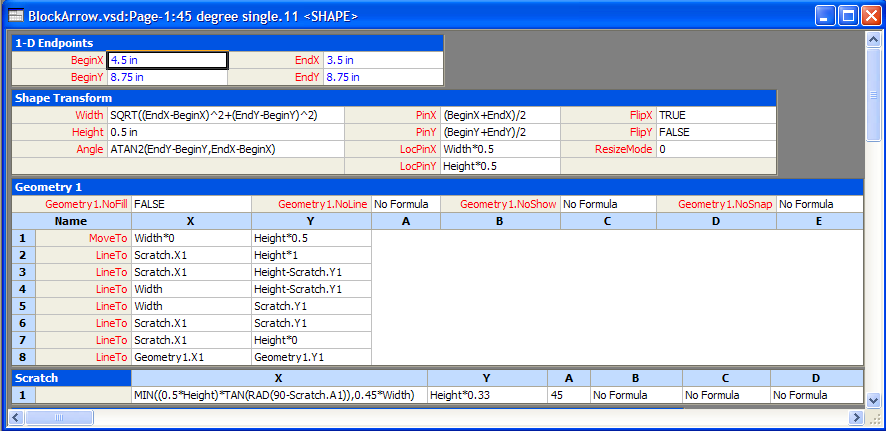 BlockArrow.vsd:Page-1:45 degree single.11 <SHAPE>
1-D Endpoints
BeginX 4.5 in EndX 3.5 in
BeginY 8.75 in EndY 8.75 in
Shape Transform
Width SQRT((EndX-BeginX)^2+(EndY-BeginY)^2) PinX (BeginX+EndX)/2 FlipX TRUE
Height 0.5 in PinY (BeginY+EndY)/2 FlipY FALSE
Angle ATAN2(EndY-BeginY,EndX-BeginX) LocPinX Width*0.5 ResizeMode 0
LocPinY Height*0.5
Geometry 1
Geometry1.NoFill FALSE Geometry1.NoLine No Formula Geometry1.NoShow No Formula Geometry1.NoSnap No Formula
Name X Y A B C D E
1 MoveTo Width*0 Height*0.5
2 LineTo Scratch.X1 Height*1
3 LineTo Scratch.X1 Height-Scratch.Y1
4 LineTo Width Height-Scratch.Y1
5 LineTo Width Scratch.Y1
6 LineTo Scratch.X1 Scratch.Y1
7 LineTo Scratch.X1 Height*0
8 LineTo Geometry1.X1 Geometry1.Y1
Scratch X Y A B C D
1 MIN((0.5*Height)*TAN(RAD(90-Scratch.A1)),0.45*Width) Height*0.33 45 No Formula No Formula No Formula